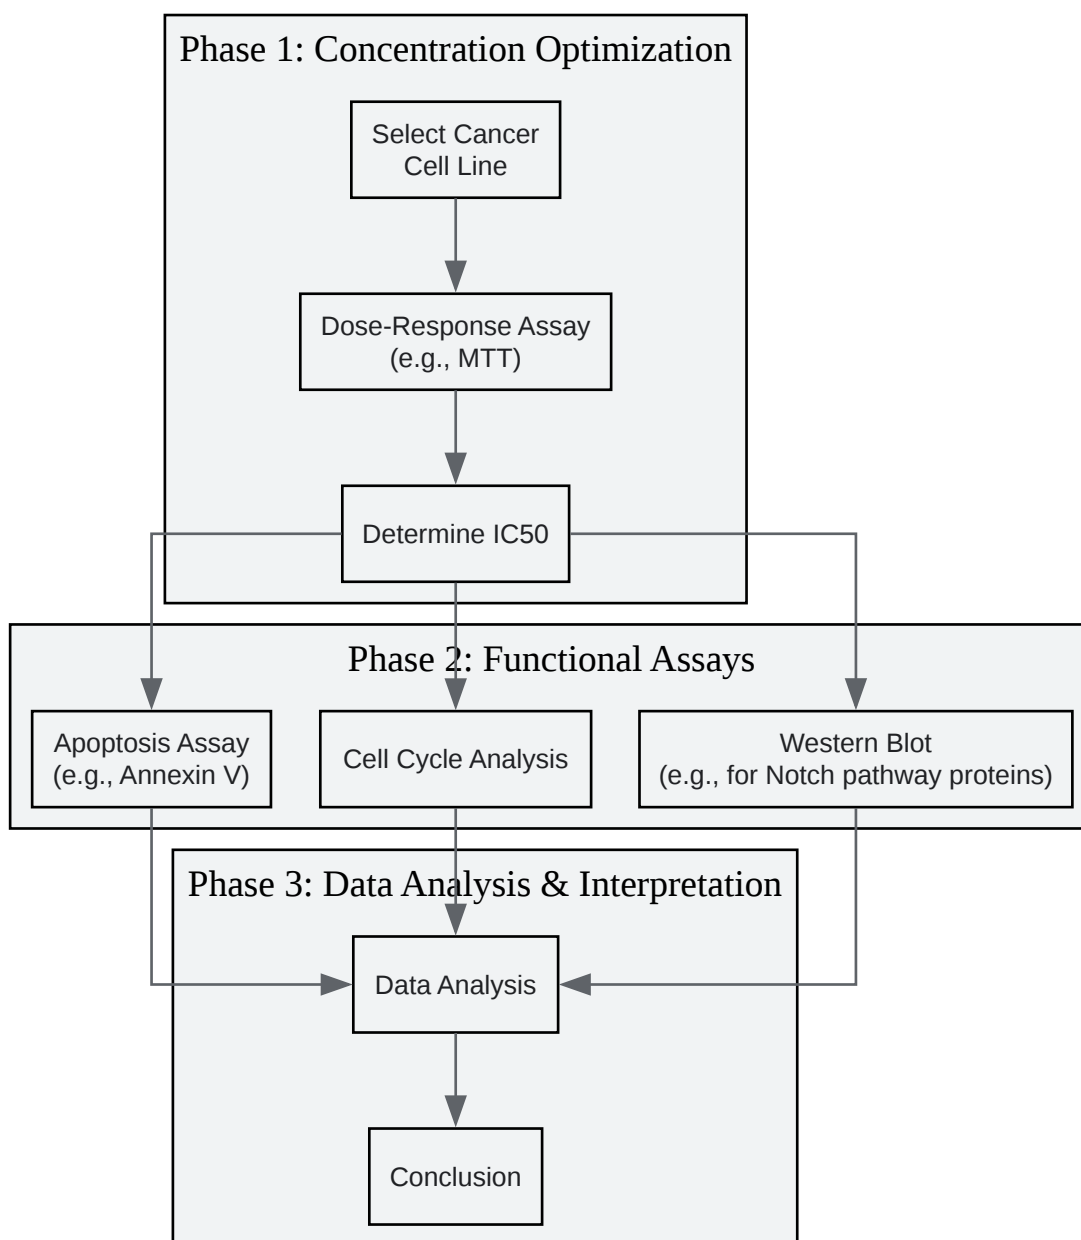 Phase 1: Concentration Optimization
Select Cancer
Cell Line
Dose-Response Assay
(e.g., MTT)
Determine IC50
Phase 2: Functional Assays
Apoptosis Assay
(e.g., Annexin V)
Cell Cycle Analysis
Western Blot
(e.g., for Notch pathway proteins)
Phase 3: Data Analysis & Interpretation
Data Analysis
Conclusion